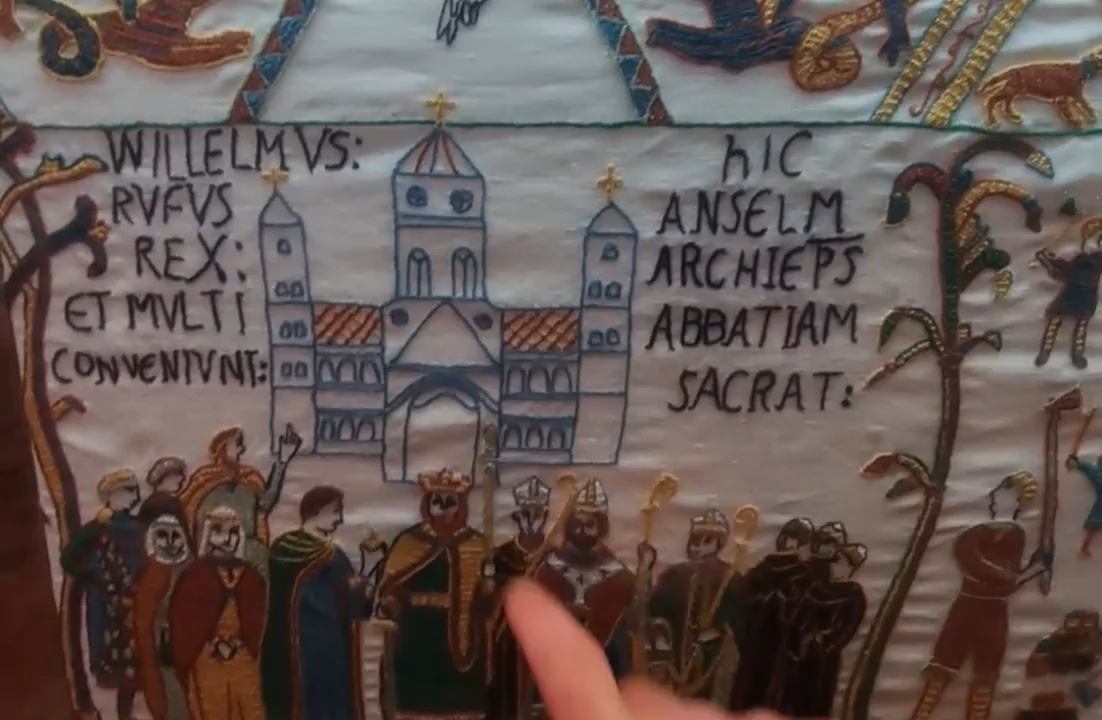 WILLELMVS:
RVFVS
REX:
ET MVLTI
CONVENIVNT:
hIC
ANSELM
ARCHIEPS
ABBATIAM
SACRAT: